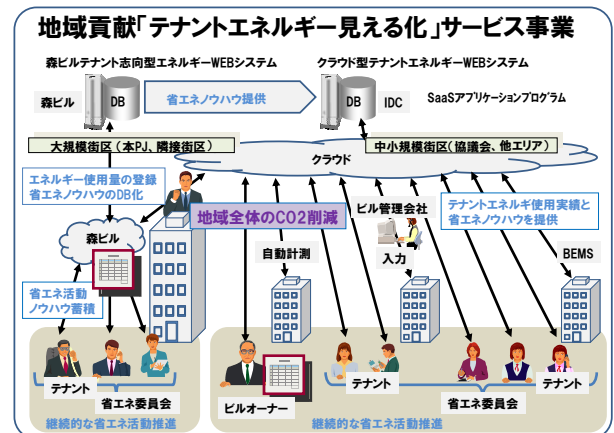 地域貢献「テナントエネルギー見える化」サービス事業
森ビルテナント志向型エネルギーWEBシステム
クラウド型テナントエネルギーWEBシステム
森ビル
DB
省エネノウハウ提供
DB
IDC
SaaSアプリケーションプログラム
大規模街区(本PJ、隣接街区)
中小規模街区(協議会、他エリア)
クラウド
エネルギー使用量の登録
省エネノウハウのDB化
地域全体のCO2削減
ビル管理会社
テナントエネルギ使用実績と
省エネノウハウを提供
森ビル
自動計測
入力
BEMS
省エネ活動
ノウハウ蓄積
テナント
省エネ委員会
ビルオーナー
テナント
省エネ委員会
テナント
継続的な省エネ活動推進
継続的な省エネ活動推進